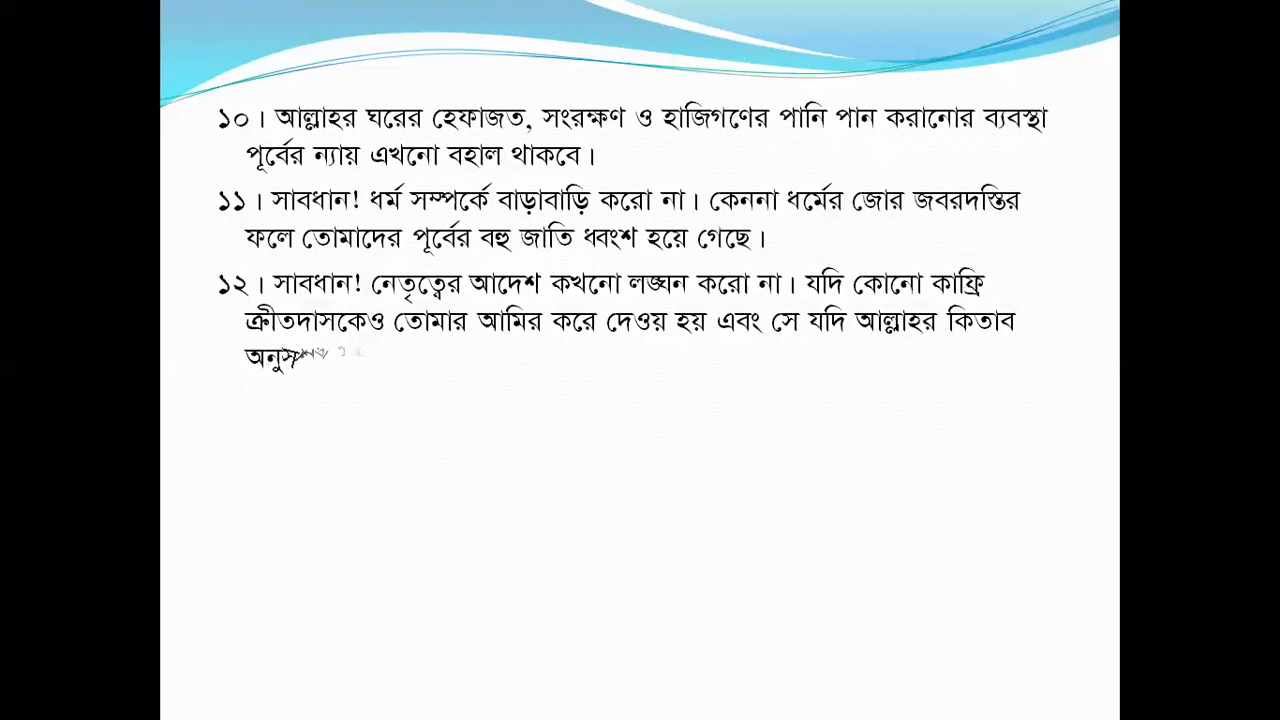 ১০। আল্লাহর ঘরের হেফাজত, সংরক্ষণ ও হাজিগণের পানি পান করানোর ব্যবস্থা
পূর্বের ন্যায় এখনো বহাল থাকবে।
১১। সাবধান! ধর্ম সম্পর্কে বাড়াবাড়ি করো না। কেননা ধর্মের জোর জবরদস্তির
ফলে তোমাদের পূর্বের বহু জাতি ধ্বংশ হয়ে গেছে।
১২। সাবধান! নেতৃত্বের আদেশ কখনো লঙ্ঘন করো না। যদি কোনো কাফ্রি
ক্রীতদাসকেও তোমার আমির করে দেওয় হয় এবং সে যদি আল্লাহর কিতাব